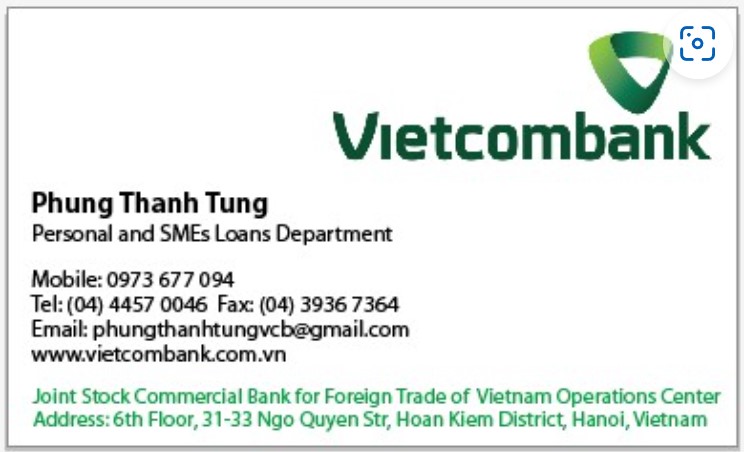 Vietcombank
Phung Thanh Tung
Personal and SMEs Loans Department
Mobile: 0973 677 094
Tel: (04) 4457 0046 Fax: (04) 3936 7364
Email: phungthanhtungvcb@gmail.com
www.vietcombank.com.vn
Joint Stock Commercial Bank for Foreign Trade of Vietnam Operations Center
Address: 6th Floor, 31-33 Ngo Quyen Str, Hoan Kiem District, Hanoi, Vietnam